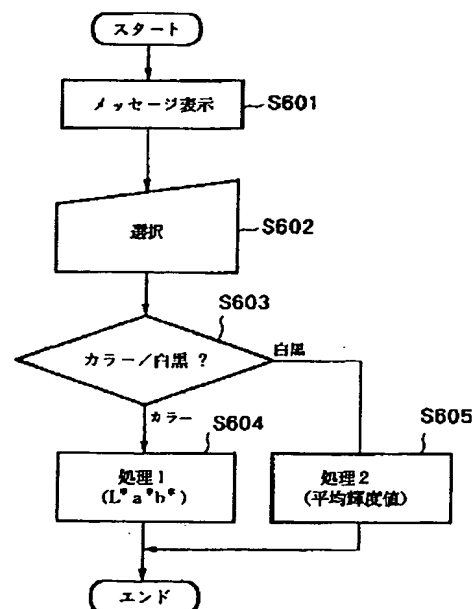 スタート
メッセージ表示
S601
選択
S602
S603
カラー/白黒 ?
白黒
カラー
S604
S605
処理1
(L*a*b*)
処理2
(平均輝度値)
エンド